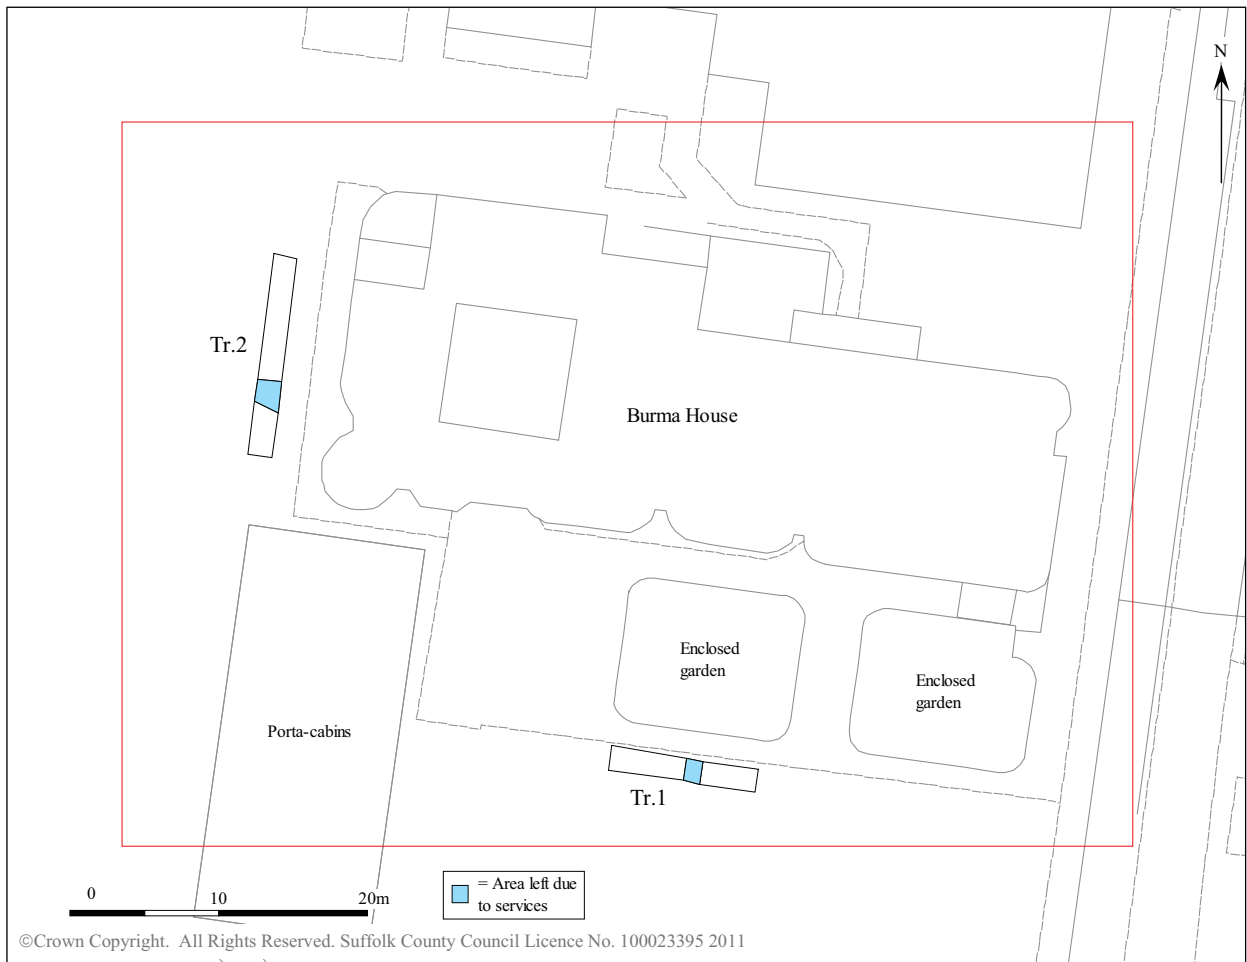 N
Tr.2
Burma House
Enclosed
garden
Enclosed
garden
Porta-cabins
Tr.1
0 10 20m
= Area left due
to services
©Crown Copyright. All Rights Reserved. Suffolk County Council Licence No. 100023395 2011